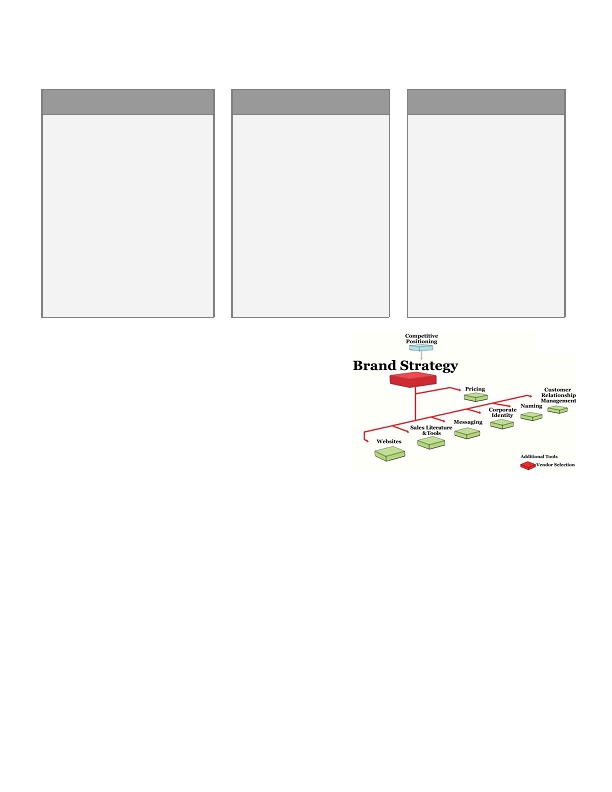 Competitive
Positioning
Brand Strategy
Pricing
Customer
Relationship
Management
Naming
Corporate
Identity
Messaging
Sales Literature
&Tools
Websites
Additional Tools
Vendor Selection